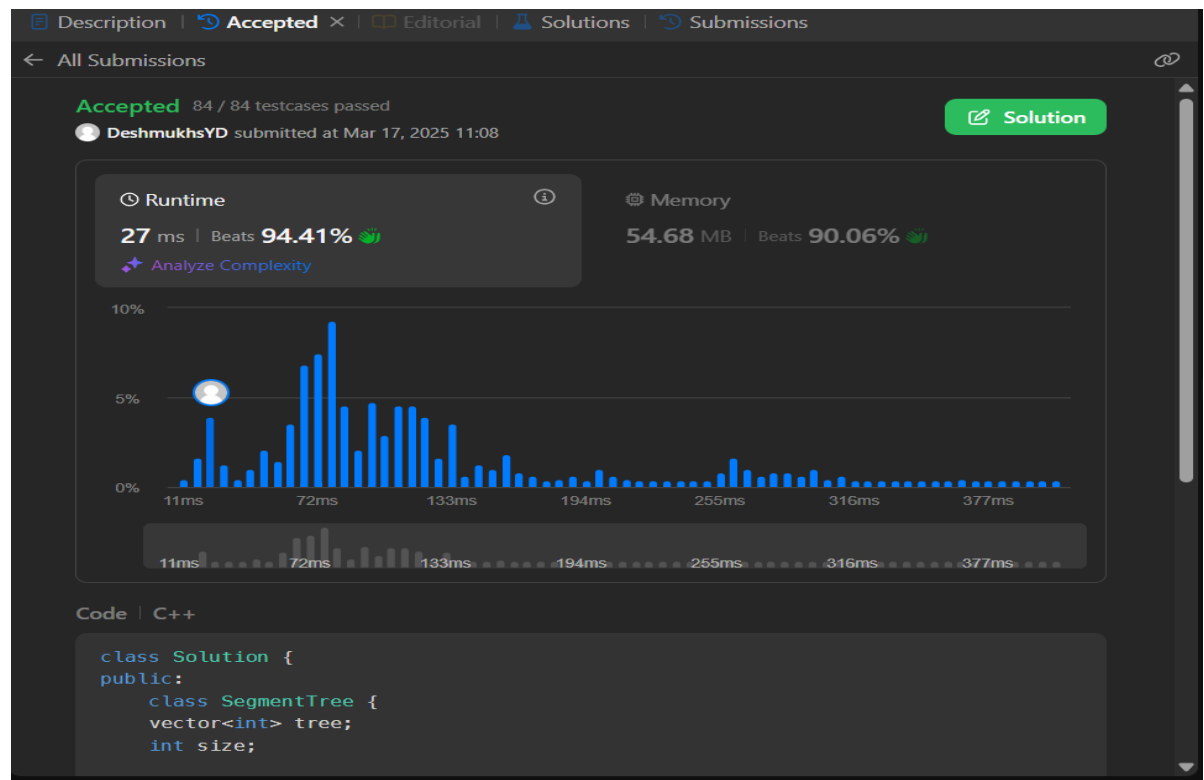 Description | Accepted × | Editorial | Solutions | Submissions
← All Submissions
Accepted 84 / 84 testcases passed
DeshmukhsYD submitted at Mar 17, 2025 11:08
Solution
Runtime
27 ms | Beats 94.41%
Analyze Complexity
Memory
54.68 MB | Beats 90.06%
10%
5%
0%
11ms 72ms 133ms 194ms 255ms 316ms 377ms
11ms 72ms 133ms 194ms 255ms 316ms 377ms
Code | C++
class Solution {
public:
    class SegmentTree {
    vector<int> tree;
    int size;